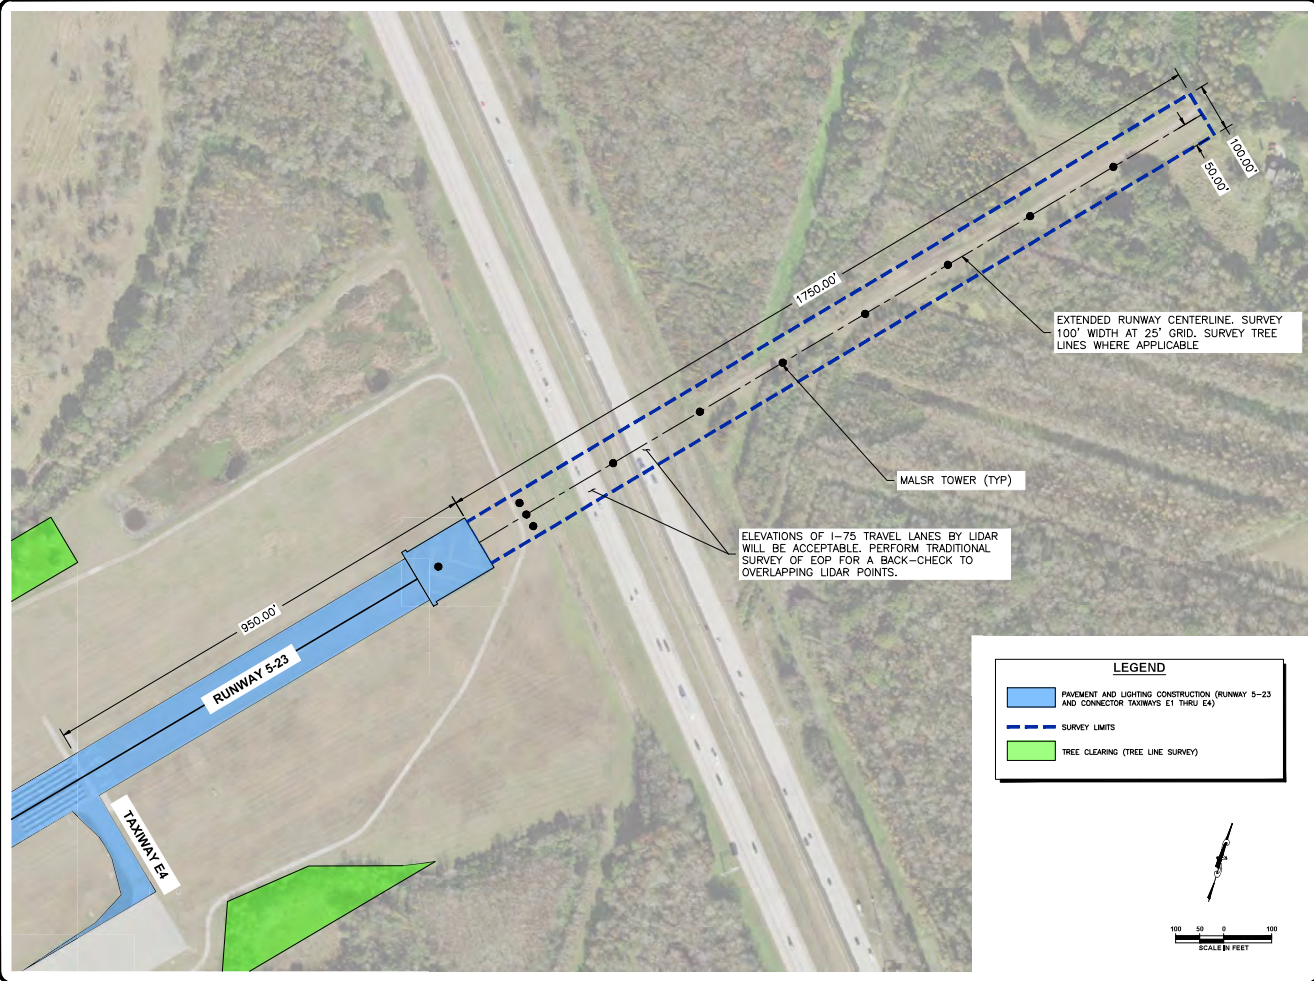 100.00'
50.00'
1750.00'
EXTENDED RUNWAY CENTERLINE. SURVEY
100' WIDTH AT 25' GRID. SURVEY TREE
LINES WHERE APPLICABLE
MALSR TOWER (TYP)
ELEVATIONS OF I-75 TRAVEL LANES BY LIDAR
WILL BE ACCEPTABLE. PERFORM TRADITIONAL
SURVEY OF EOP FOR A BACK-CHECK TO
OVERLAPPING LIDAR POINTS.
950.00'
RUNWAY 5-23
TAXIWAY E4
LEGEND
PAVEMENT AND LIGHTING CONSTRUCTION (RUNWAY 5-23
AND CONNECTOR TAXIWAYS E1 THRU E4)
SURVEY LIMITS
TREE CLEARING (TREE LINE SURVEY)
100 50 0 100
SCALE IN FEET